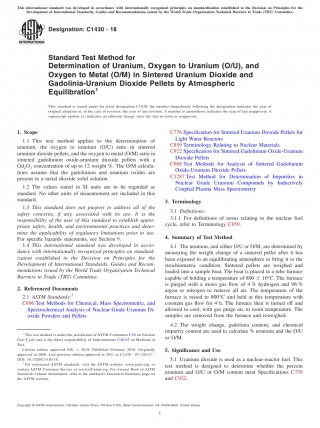 This international standard was developed in accordance with internationally recognized principles on standardization established in the Decision on Principles for the
Development of International Standards, Guides and Recommendations issued by the World Trade Organization Technical Barriers to Trade (TBT) Committee.
Designation: C1430 − 18
INTERNATIONAL
Standard Test Method for
Determination of Uranium, Oxygen to Uranium (O/U), and
Oxygen to Metal (O/M) in Sintered Uranium Dioxide and
Gadolinia-Uranium Dioxide Pellets by Atmospheric
Equilibration1
This standard is issued under the fixed designation C1430; the number immediately following the designation indicates the year of
original adoption or, in the case of revision, the year of last revision. A number in parentheses indicates the year of last reapproval. A
superscript epsilon (ε) indicates an editorial change since the last revision or reapproval.
1. Scope
1.1 This test method applies to the determination of
uranium, the oxygen to uranium (O/U) ratio in sintered
uranium dioxide pellets, and the oxygen to metal (O/M) ratio in
sintered gadolinium oxide-uranium dioxide pellets with a
Gd2O3 concentration of up to 12 weight %. The O/M calcula-
tions assume that the gadolinium and uranium oxides are
present in a metal dioxide solid solution.
1.2 The values stated in SI units are to be regarded as
standard. No other units of measurement are included in this
standard.
1.3 This standard does not purport to address all of the
safety concerns, if any, associated with its use. It is the
responsibility of the user of this standard to establish appro-
priate safety, health, and environmental practices and deter-
mine the applicability of regulatory limitations prior to use.
For specific hazards statements, see Section 9.
1.4 This international standard was developed in accor-
dance with internationally recognized principles on standard-
ization established in the Decision on Principles for the
Development of International Standards, Guides and Recom-
mendations issued by the World Trade Organization Technical
Barriers to Trade (TBT) Committee.
2. Referenced Documents
2.1 ASTM Standards:2
C696 Test Methods for Chemical, Mass Spectrometric, and
Spectrochemical Analysis of Nuclear-Grade Uranium Di-
oxide Powders and Pellets
1 This test method is under the jurisdiction of ASTM Committee C26 on Nuclear
Fuel Cycle and is the direct responsibility of Subcommittee C26.05 on Methods of
Test.
Current edition approved Feb. 1, 2018. Published February 2018. Originally
approved in 2000. Last previous edition approved in 2011 as C1430 – 07 (2011)ε1.
DOI: 10.1520/C1430-18.
2 For referenced ASTM standards, visit the ASTM website, www.astm.org, or
contact ASTM Customer Service at service@astm.org. For Annual Book of ASTM
Standards volume information, refer to the standard's Document Summary page on
the ASTM website.
C776 Specification for Sintered Uranium Dioxide Pellets for
Light Water Reactors
C859 Terminology Relating to Nuclear Materials
C922 Specification for Sintered Gadolinium Oxide-Uranium
Dioxide Pellets
C968 Test Methods for Analysis of Sintered Gadolinium
Oxide-Uranium Dioxide Pellets
C1287 Test Method for Determination of Impurities in
Nuclear Grade Uranium Compounds by Inductively
Coupled Plasma Mass Spectrometry
3. Terminology
3.1 Definitions:
3.1.1 For definitions of terms relating to the nuclear fuel
cycle, refer to Terminology C859.
4. Summary of Test Method
4.1 The uranium, and either O/U or O/M, are determined by
measuring the weight change of a sintered pellet after it has
been exposed to an equilibrating atmosphere to bring it to the
stoichiometric condition. Sintered pellets are weighed and
loaded into a sample boat. The boat is placed in a tube furnace
capable of holding a temperature of 800 ± 10°C. The furnace
is purged with a moist gas flow of 4 % hydrogen and 96 %
argon or nitrogen to remove all air. The temperature of the
furnace is raised to 800°C and held at this temperature with
constant gas flow for 4 h. The furnace then is turned off and
allowed to cool, with gas purge on, to room temperature. The
samples are removed from the furnace and reweighed.
4.2 The weight change, gadolinia content, and chemical
impurity content are used to calculate % uranium and the O/U
or O/M.
5. Significance and Use
5.1 Uranium dioxide is used as a nuclear-reactor fuel. This
test method is designed to determine whether the percent
uranium and O/U or O/M content meet Specifications C776
and C922.
Copyright © ASTM International, 100 Barr Harbor Drive, PO Box C700, West Conshohocken, PA 19428-2959. United States
1